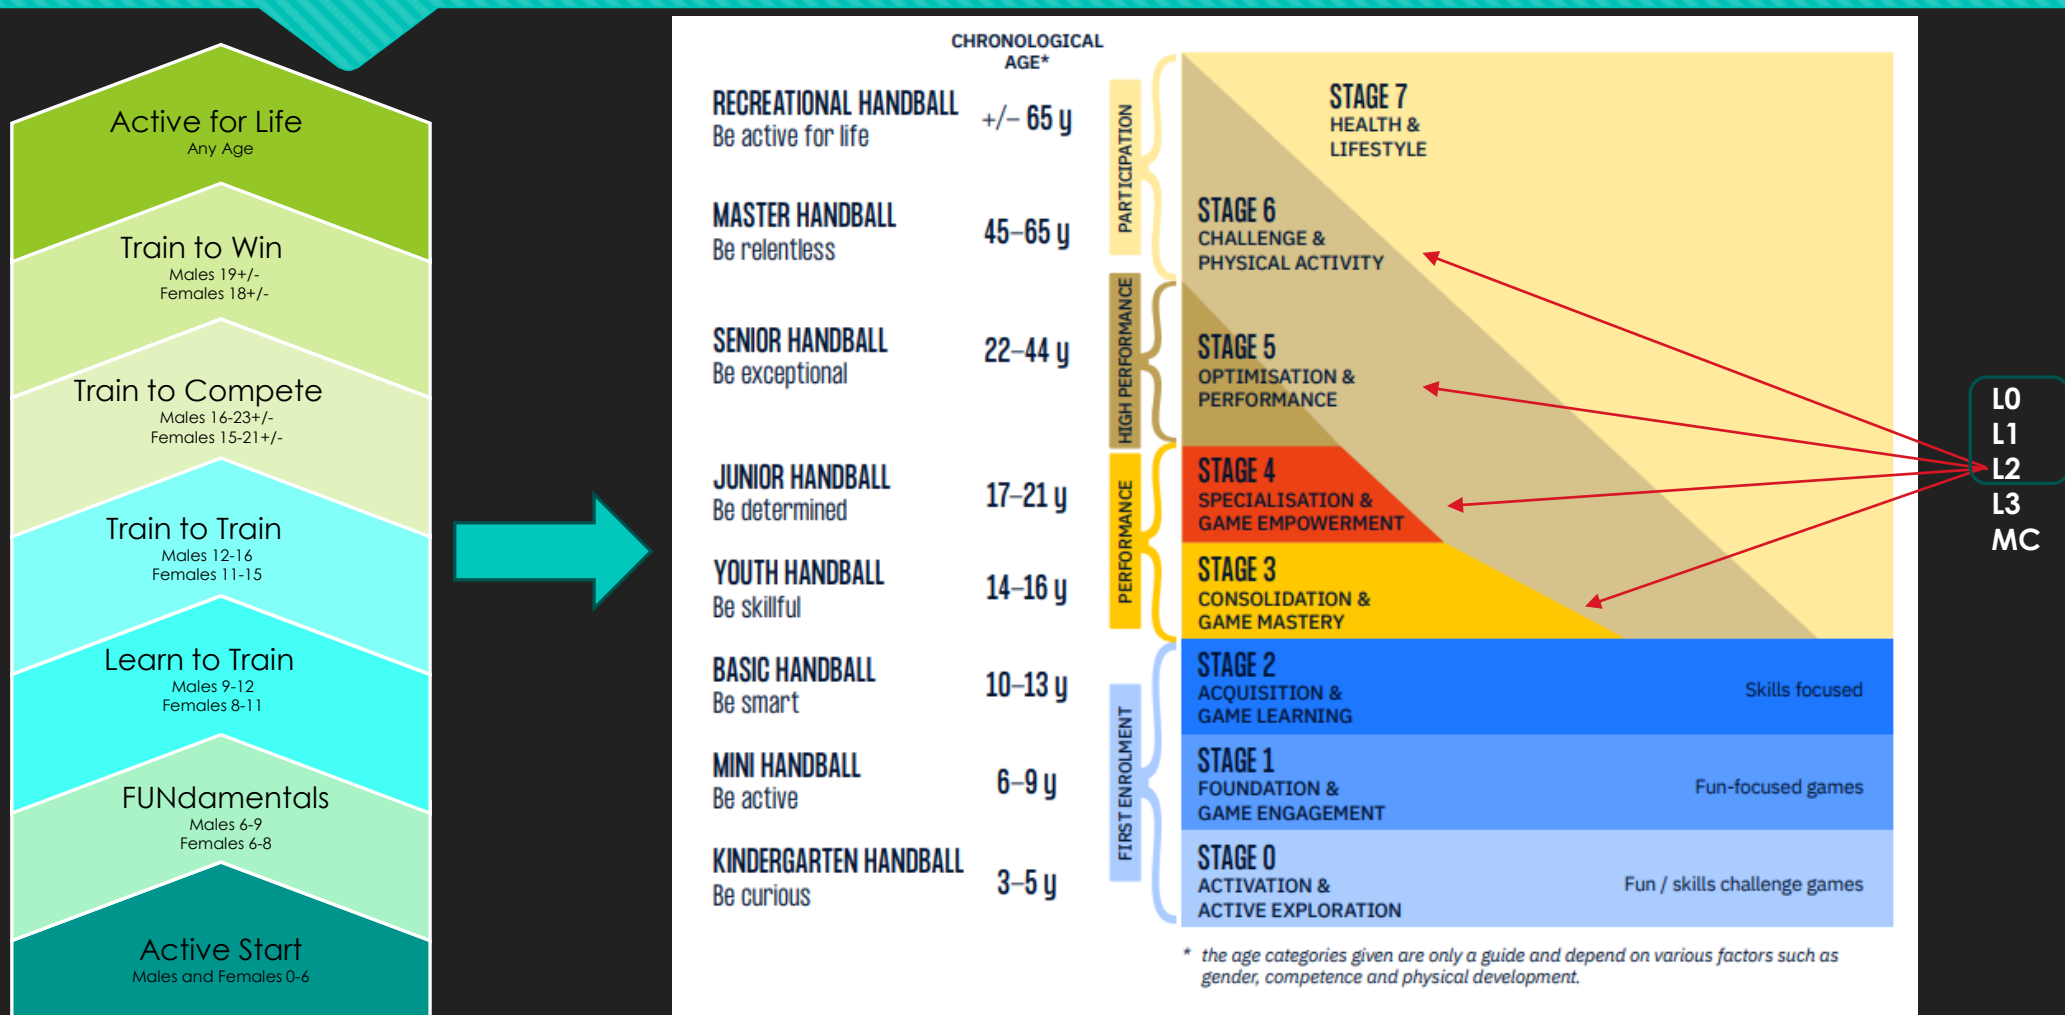 Active for Life
Any Age
Train to Win
Males 19+/-
Females 18+/-
Train to Compete
Males 16-23+/-
Females 15-21+/-
Train to Train
Males 12-16
Females 11-15
Learn to Train
Males 9-12
Females 8-11
FUNdamentals
Males 6-9
Females 6-8
Active Start
Males and Females 0-6
CHRONOLOGICAL
AGE*
RECREATIONAL HANDBALL
Be active for life
+/– 65 y
MASTER HANDBALL
Be relentless
45–65 y
SENIOR HANDBALL
Be exceptional
22–44 y
JUNIOR HANDBALL
Be determined
17–21 y
YOUTH HANDBALL
Be skillful
14–16 y
BASIC HANDBALL
Be smart
10–13 y
MINI HANDBALL
Be active
6–9 y
KINDERGARTEN HANDBALL
Be curious
3–5 y
PARTICIPATION
HIGH PERFORMANCE
PERFORMANCE
FIRST ENROLMENT
STAGE 7
HEALTH &
LIFESTYLE
STAGE 6
CHALLENGE &
PHYSICAL ACTIVITY
STAGE 5
OPTIMISATION &
PERFORMANCE
STAGE 4
SPECIALISATION &
GAME EMPOWERMENT
STAGE 3
CONSOLIDATION &
GAME MASTERY
STAGE 2
ACQUISITION &
GAME LEARNING
Skills focused
STAGE 1
FOUNDATION &
GAME ENGAGEMENT
Fun-focused games
STAGE 0
ACTIVATION &
ACTIVE EXPLORATION
Fun / skills challenge games
* the age categories given are only a guide and depend on various factors such as
gender, competence and physical development.
L0
L1
L2
L3
MC